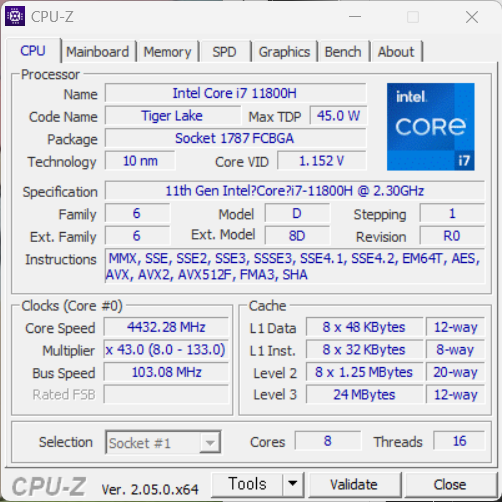 CPU-Z
CPU Mainboard Memory SPD Graphics Bench About
Processor
Name Intel Core i7 11800H
Code Name Tiger Lake Max TDP 45.0 W
Package Socket 1787 FCBGA
Technology 10 nm Core VID 1.152 V
intel.
CORE
i7
Specification 11th Gen Intel?Core?i7-11800H @ 2.30GHz
Family 6 Model D Stepping 1
Ext. Family 6 Ext. Model 8D Revision R0
Instructions MMX, SSE, SSE2, SSE3, SSSE3, SSE4.1, SSE4.2, EM64T, AES,
AVX, AVX2, AVX512F, FMA3, SHA
Clocks (Core #0)
Core Speed 4432.28 MHz
Multiplier x 43.0 (8.0 - 133.0)
Bus Speed 103.08 MHz
Rated FSB
Cache
L1 Data 8 x 48 KBytes 12-way
L1 Inst. 8 x 32 KBytes 8-way
Level 2 8 x 1.25 MBytes 20-way
Level 3 24 MBytes 12-way
Selection Socket #1 Cores 8 Threads 16
CPU-Z Ver. 2.05.0.x64 Tools Validate Close